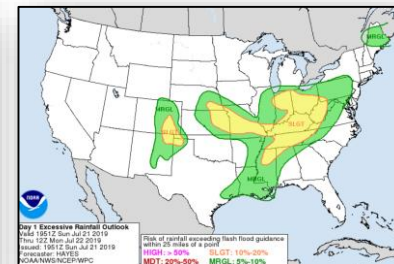 MRGL
MRGL
SLGT
SLGT
MRGL
noaa
Day 1 Excessive Rainfall Outlook
Valid 1951Z Sun Jul 21 2019
Thru 12Z Mon Jul 22 2019
Issued: 1951Z Sun Jul 21 2019
Forecaster: HAYES
NOAA/NWS/NCEP/WPC
Risk of rainfall exceeding flash flood guidance
within 25 miles of a point
HIGH: > 50% SLGT: 10%-20%
MDT: 20%-50% MRGL: 5%-10%